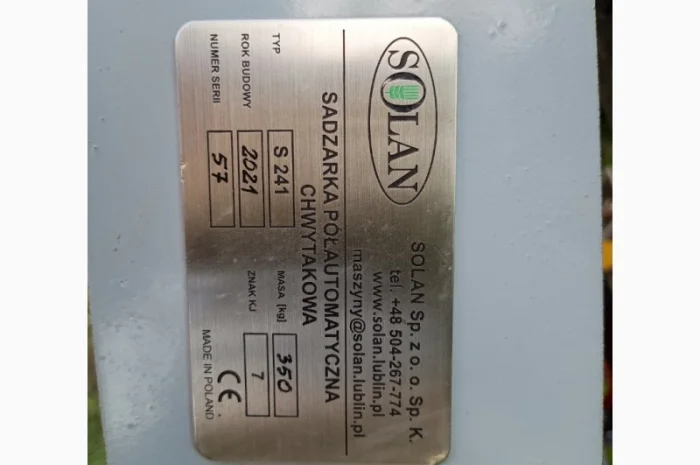 SOLAN
SOLAN Sp. z o. o. Sp. K.
tel. +48 504-267-774
www.solan.lublin.pl
maszyny@solan.lublin.pl
SADZARKA PÓŁAUTOMATYCZNA
CHWYTAKOWA
TYP S 241 MASA [kg] 350
ROK BUDOWY 2021 ZNAK KJ 7
NUMER SERII 57 CE
MADE IN POLAND